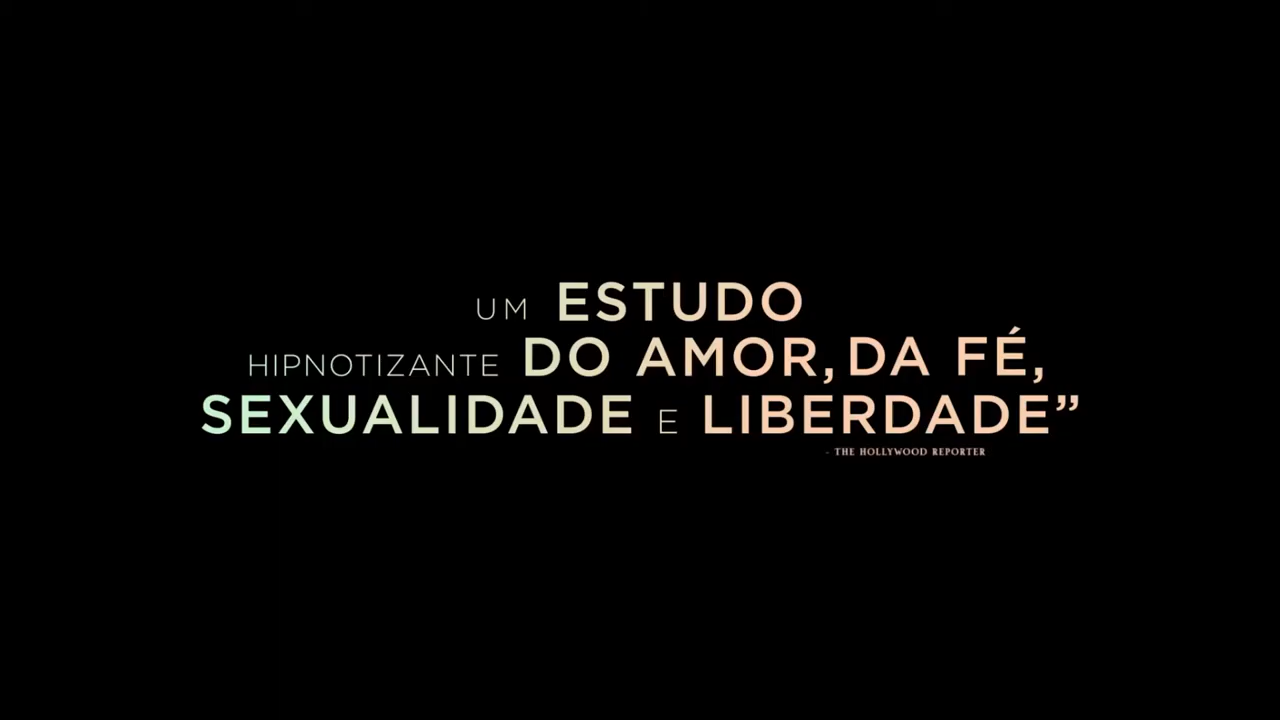 UM ESTUDO
HIPNOTIZANTE DO AMOR, DA FÉ,
SEXUALIDADE E LIBERDADE”
- THE HOLLYWOOD REPORTER